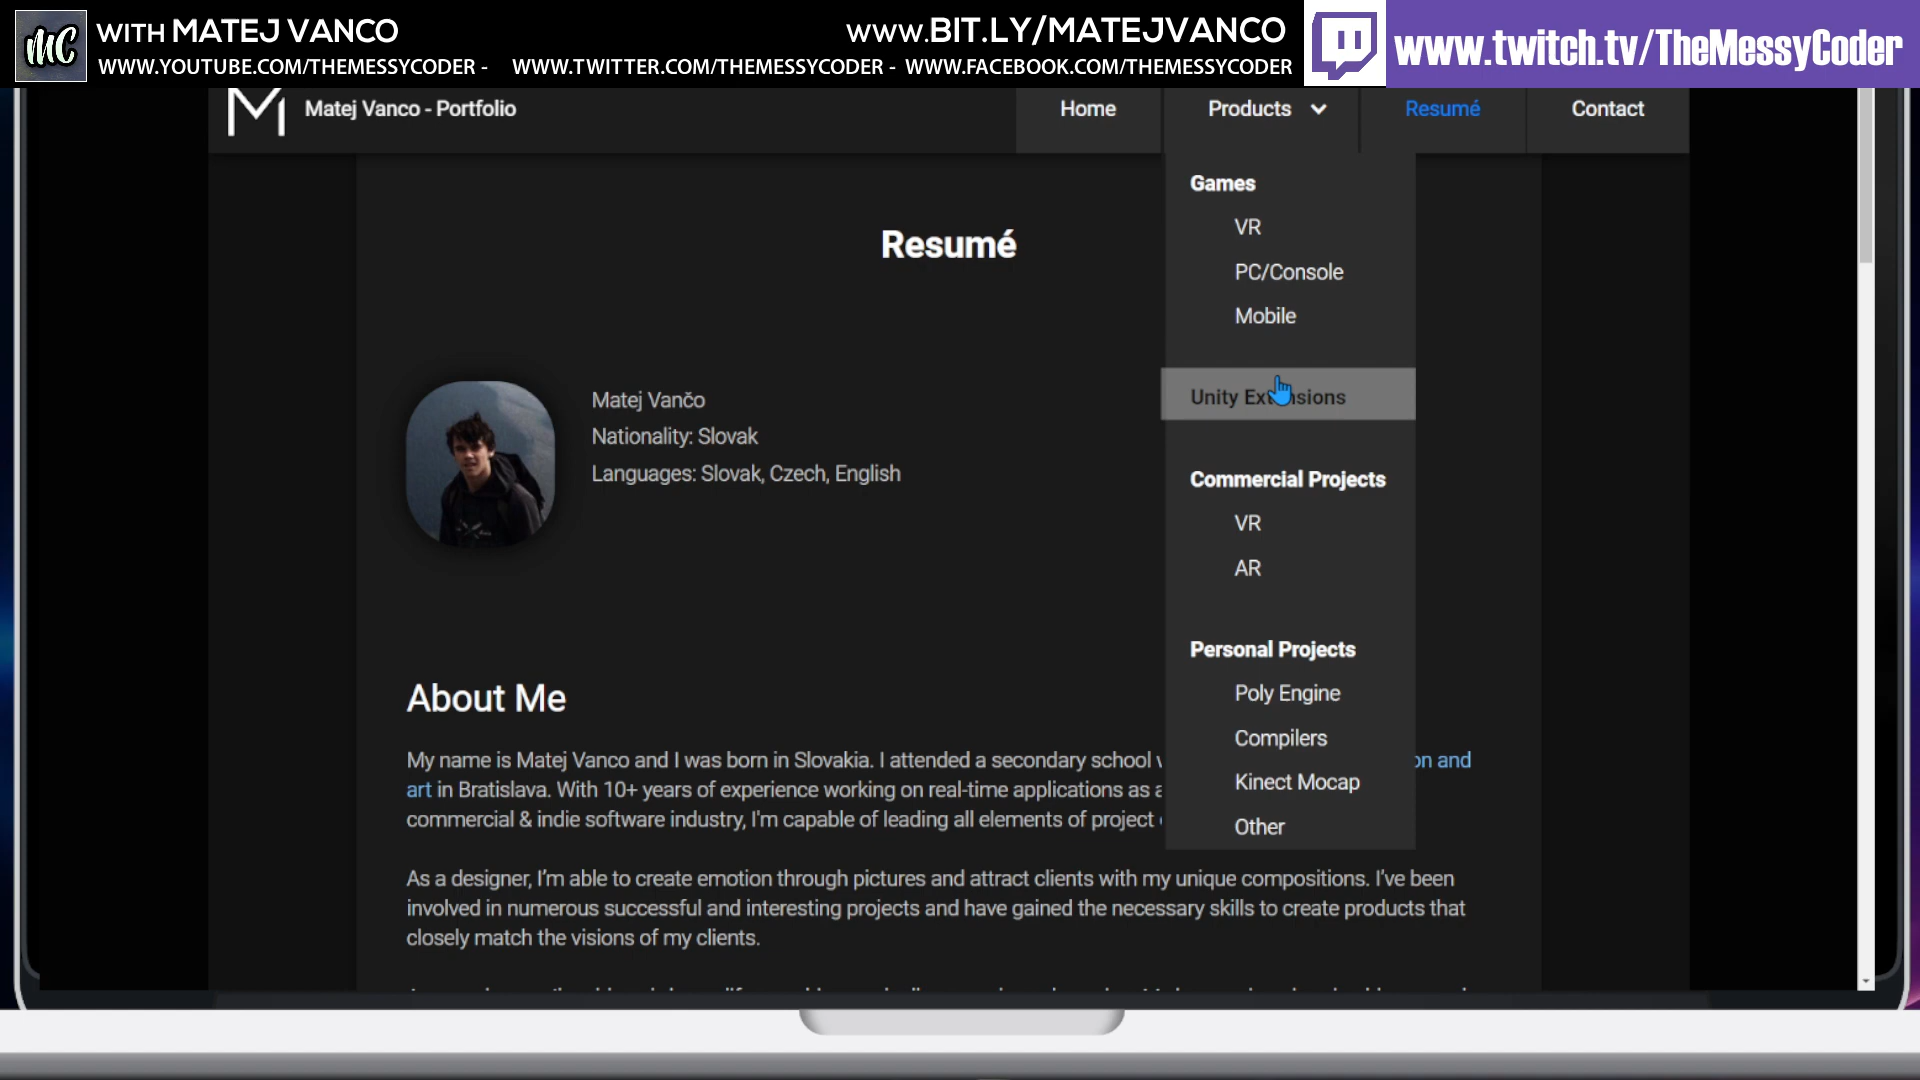 MC
WITH MATEJ VANCO
WWW.YOUTUBE.COM/THEMESSYCODER - WWW.TWITTER.COM/THEMESSYCODER - WWW.FACEBOOK.COM/THEMESSYCODER
WWW.BIT.LY/MATEJVANCO
www.twitch.tv/TheMessyCoder
Matej Vanco - Portfolio
Home
Products
Resumé
Contact
Games
VR
PC/Console
Mobile
Unity
Commercial Projects
VR
AR
Personal Projects
Poly Engine
Compilers
Kinect Mocap
Other
Resumé
Matej Vančo
Nationality: Slovak
Languages: Slovak, Czech, English
About Me
My name is Matej Vanco and I was born in Slovakia. I attended a secondary school and
art in Bratislava. With 10+ years of experience working on real-time applications as
commercial & indie software industry, I'm capable of leading all elements of project
As a designer, I'm able to create emotion through pictures and attract clients with my unique compositions. I've been
involved in numerous successful and interesting projects and have gained the necessary skills to create products that
closely match the visions of my clients.